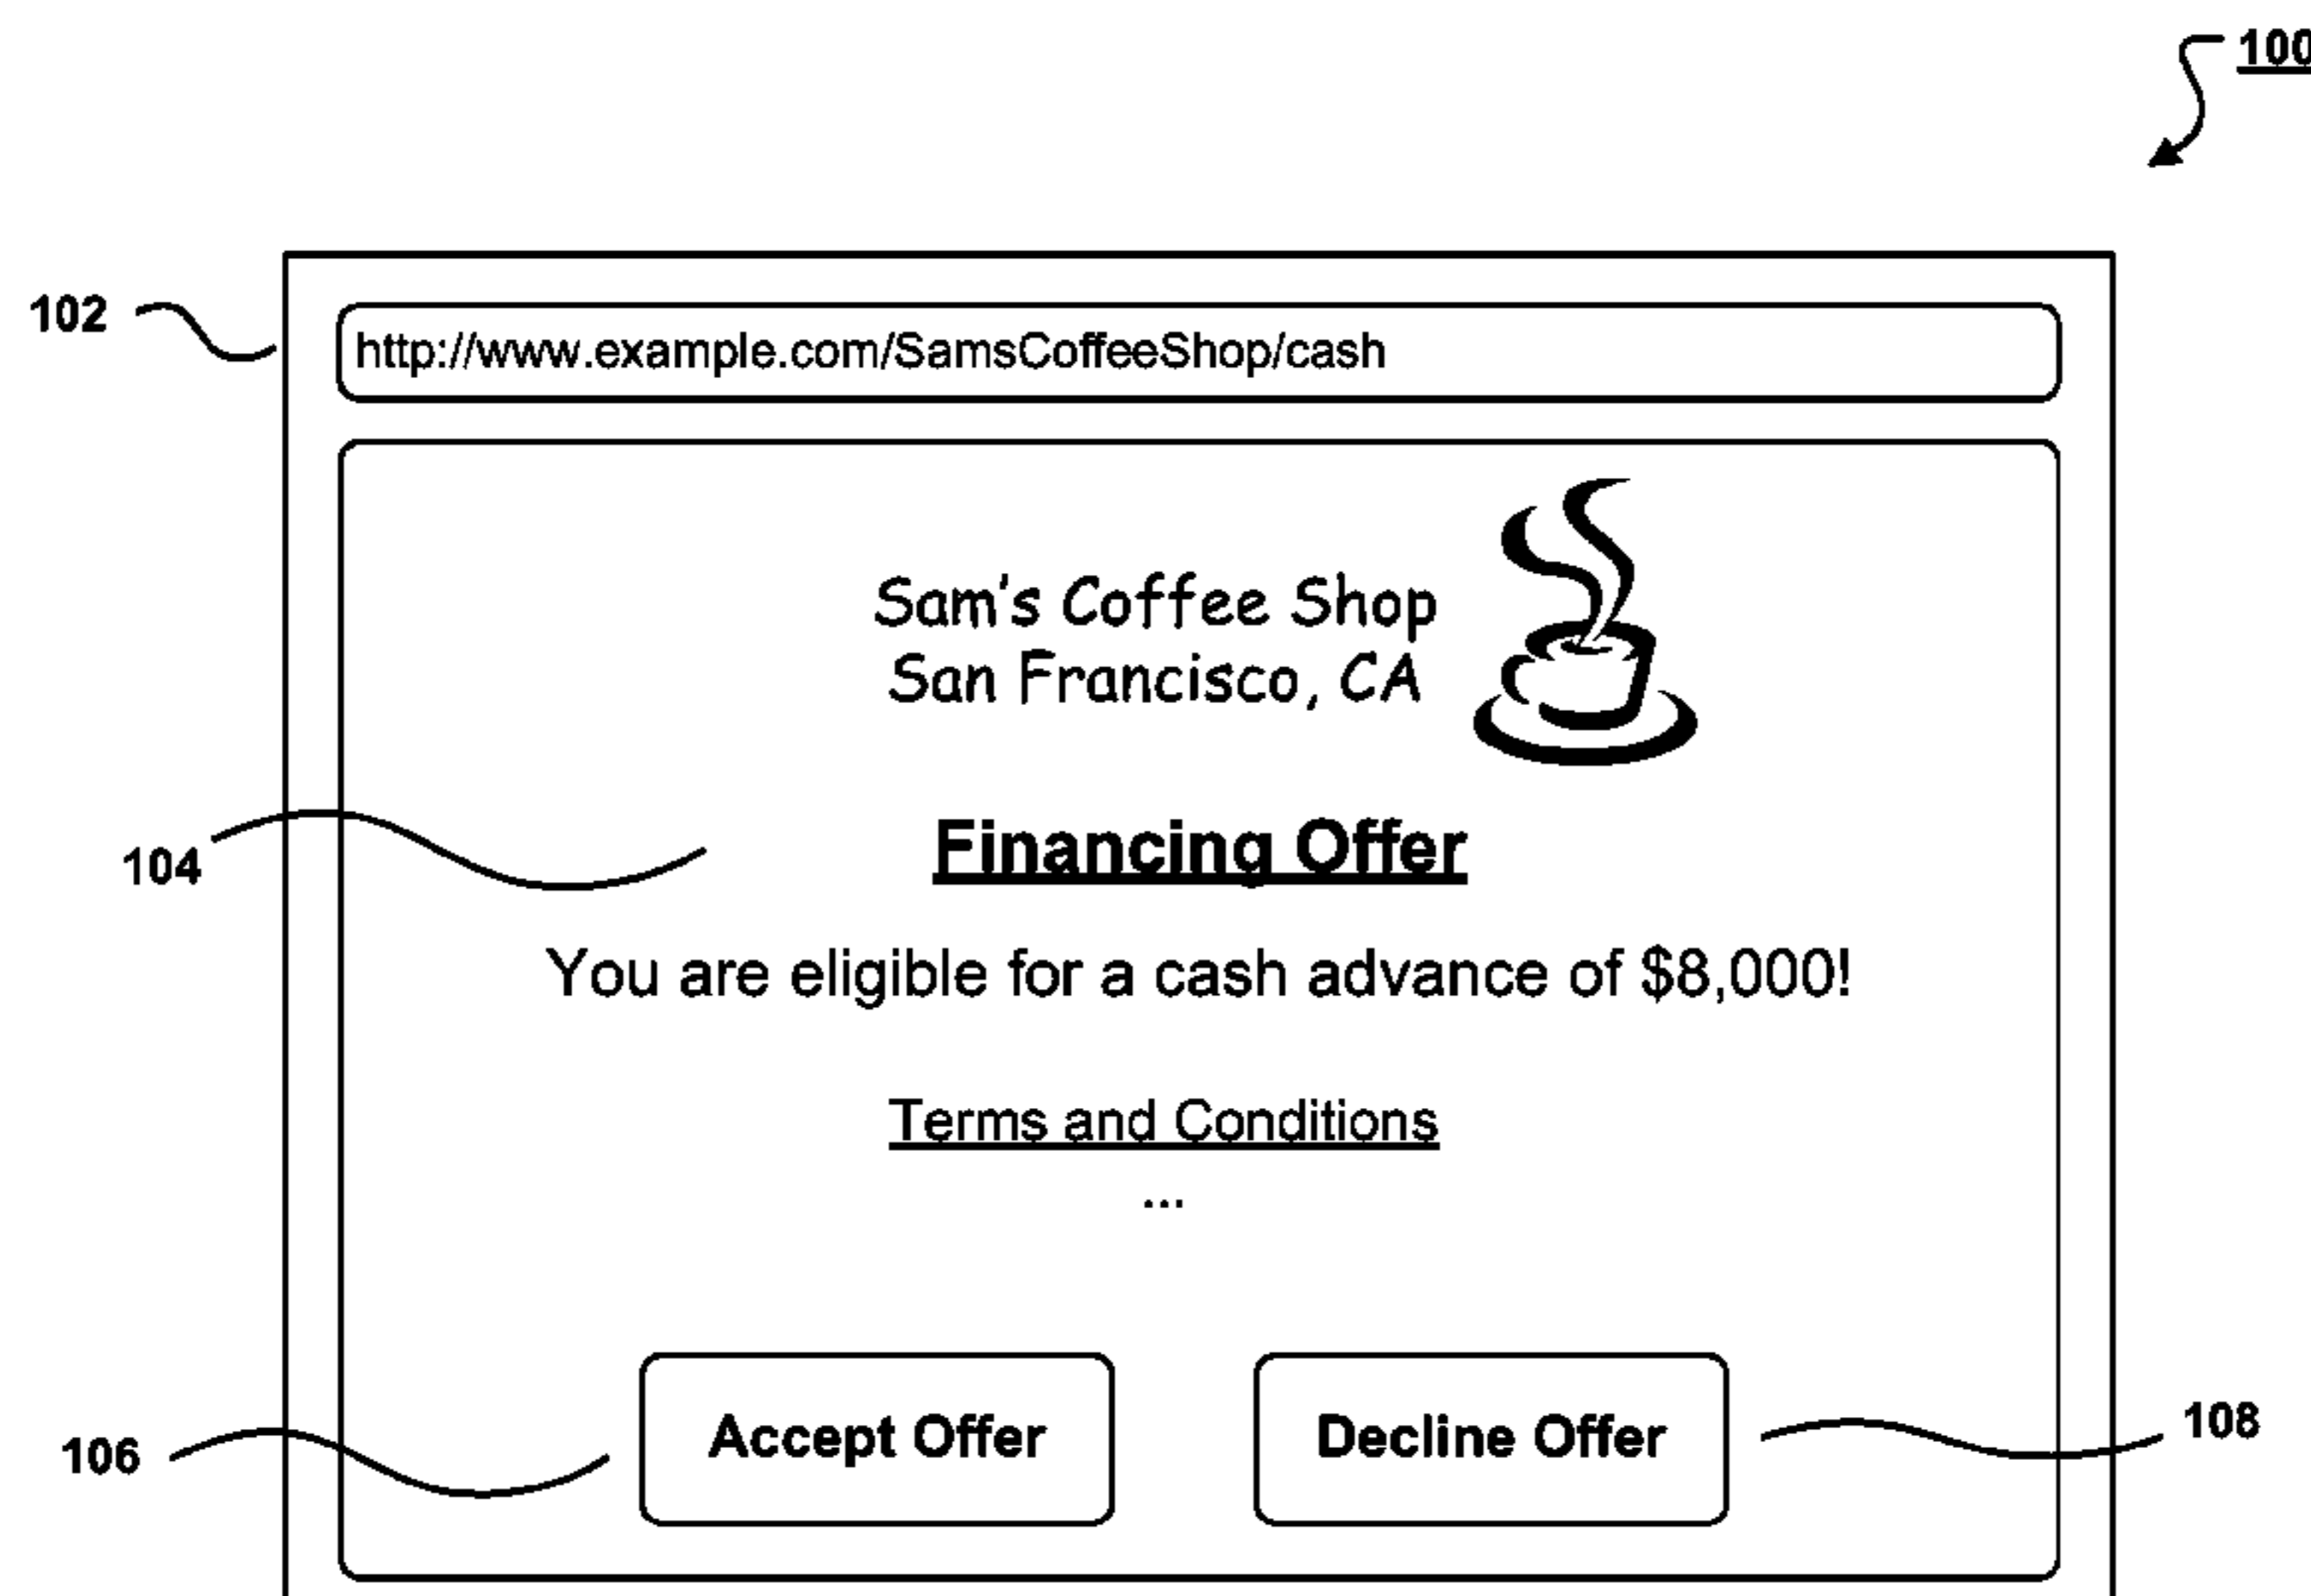 100
102
http://www.example.com/SamsCoffeeShop/cash
Sam's Coffee Shop
San Francisco, CA
104
Financing Offer
You are eligible for a cash advance of $8,000!
Terms and Conditions
...
106
Accept Offer
Decline Offer
108